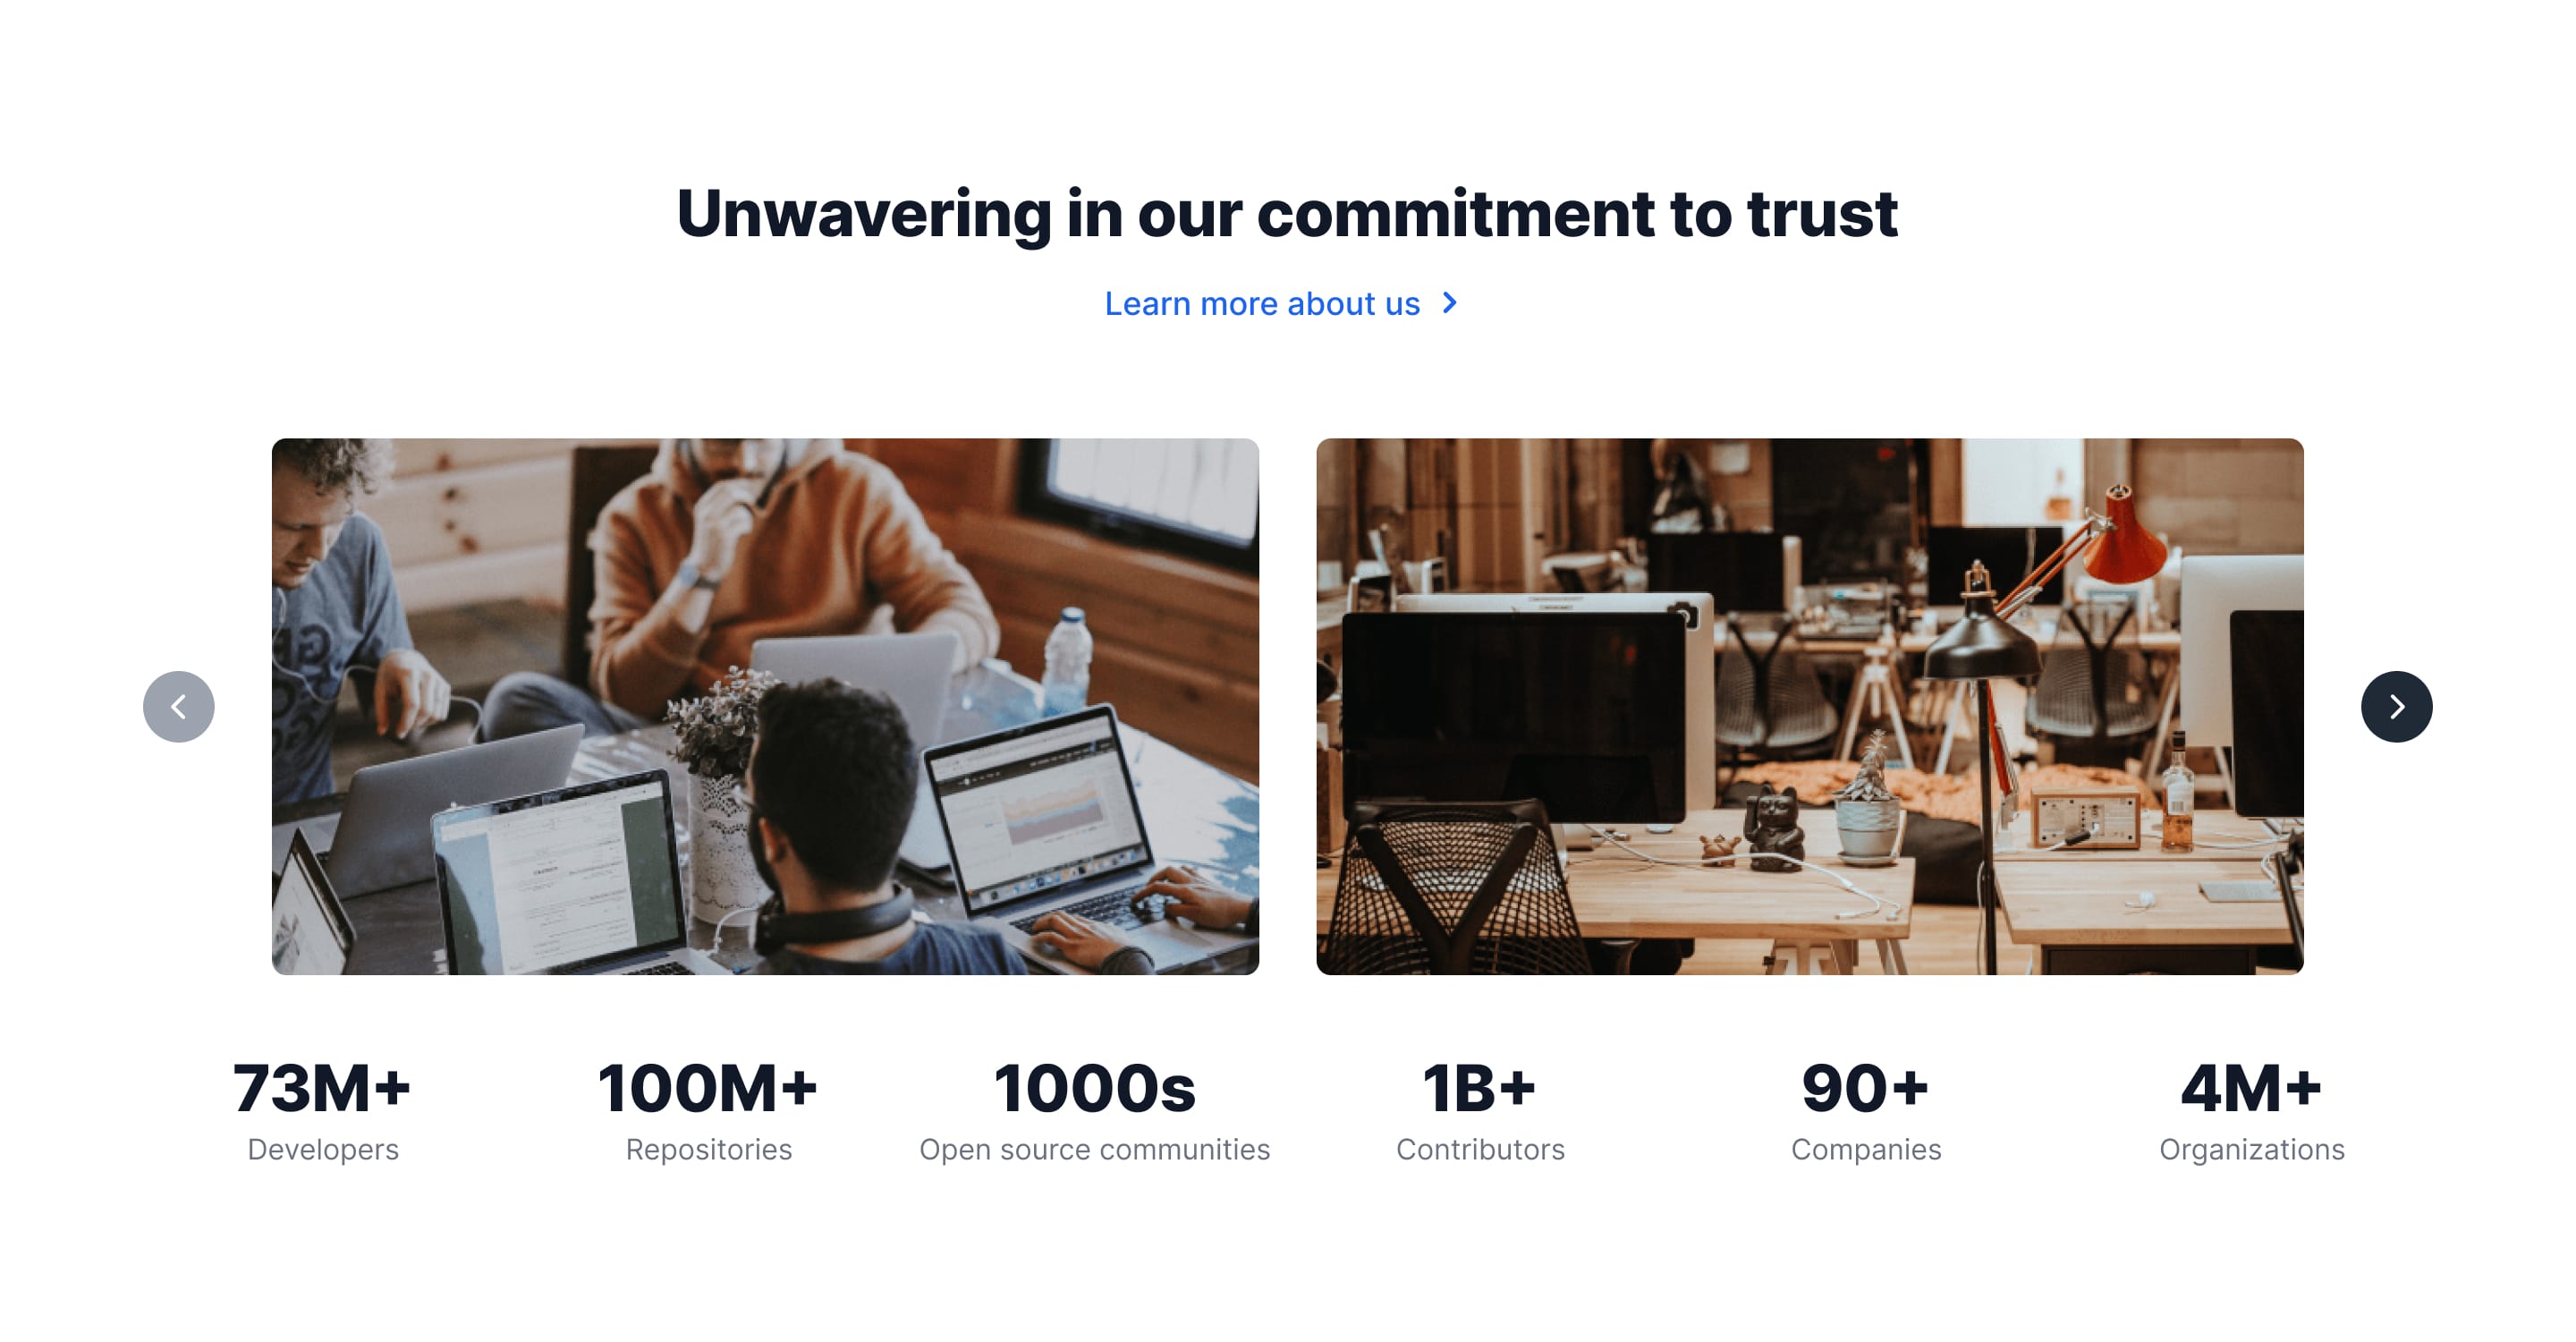 Unwavering in our commitment to trust
Learn more about us
73M+
Developers
100M+
Repositories
1000s
Open source communities
1B+
Contributors
90+
Companies
4M+
Organizations